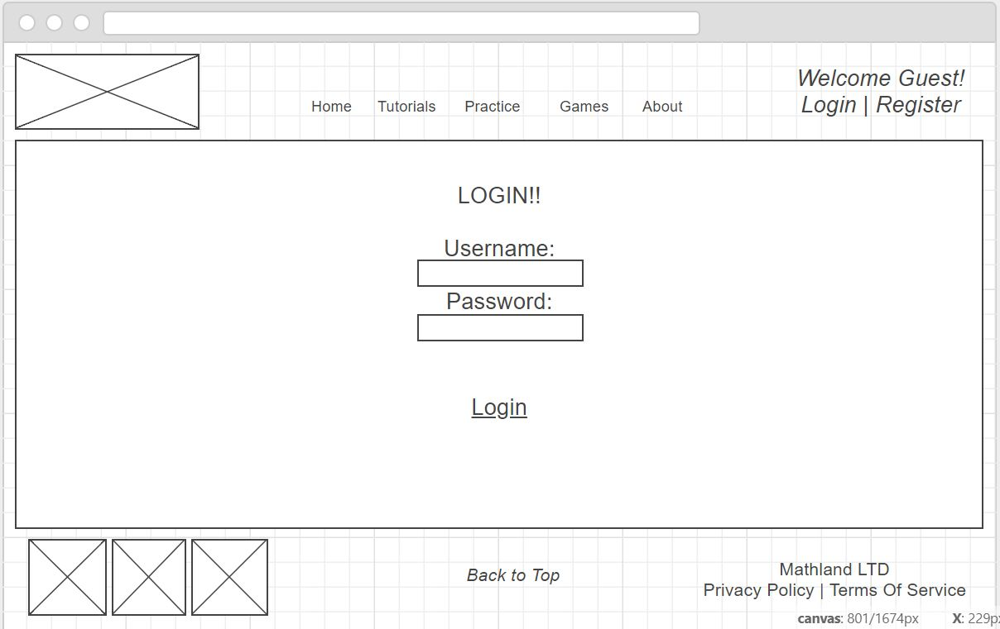 Welcome Guest!
Home Tutorials Practice Games About
Login | Register
LOGIN!!
Username:
Password:
Login
Back to Top
Mathland LTD
Privacy Policy | Terms Of Service
canvas: 801/1674px X: 229px